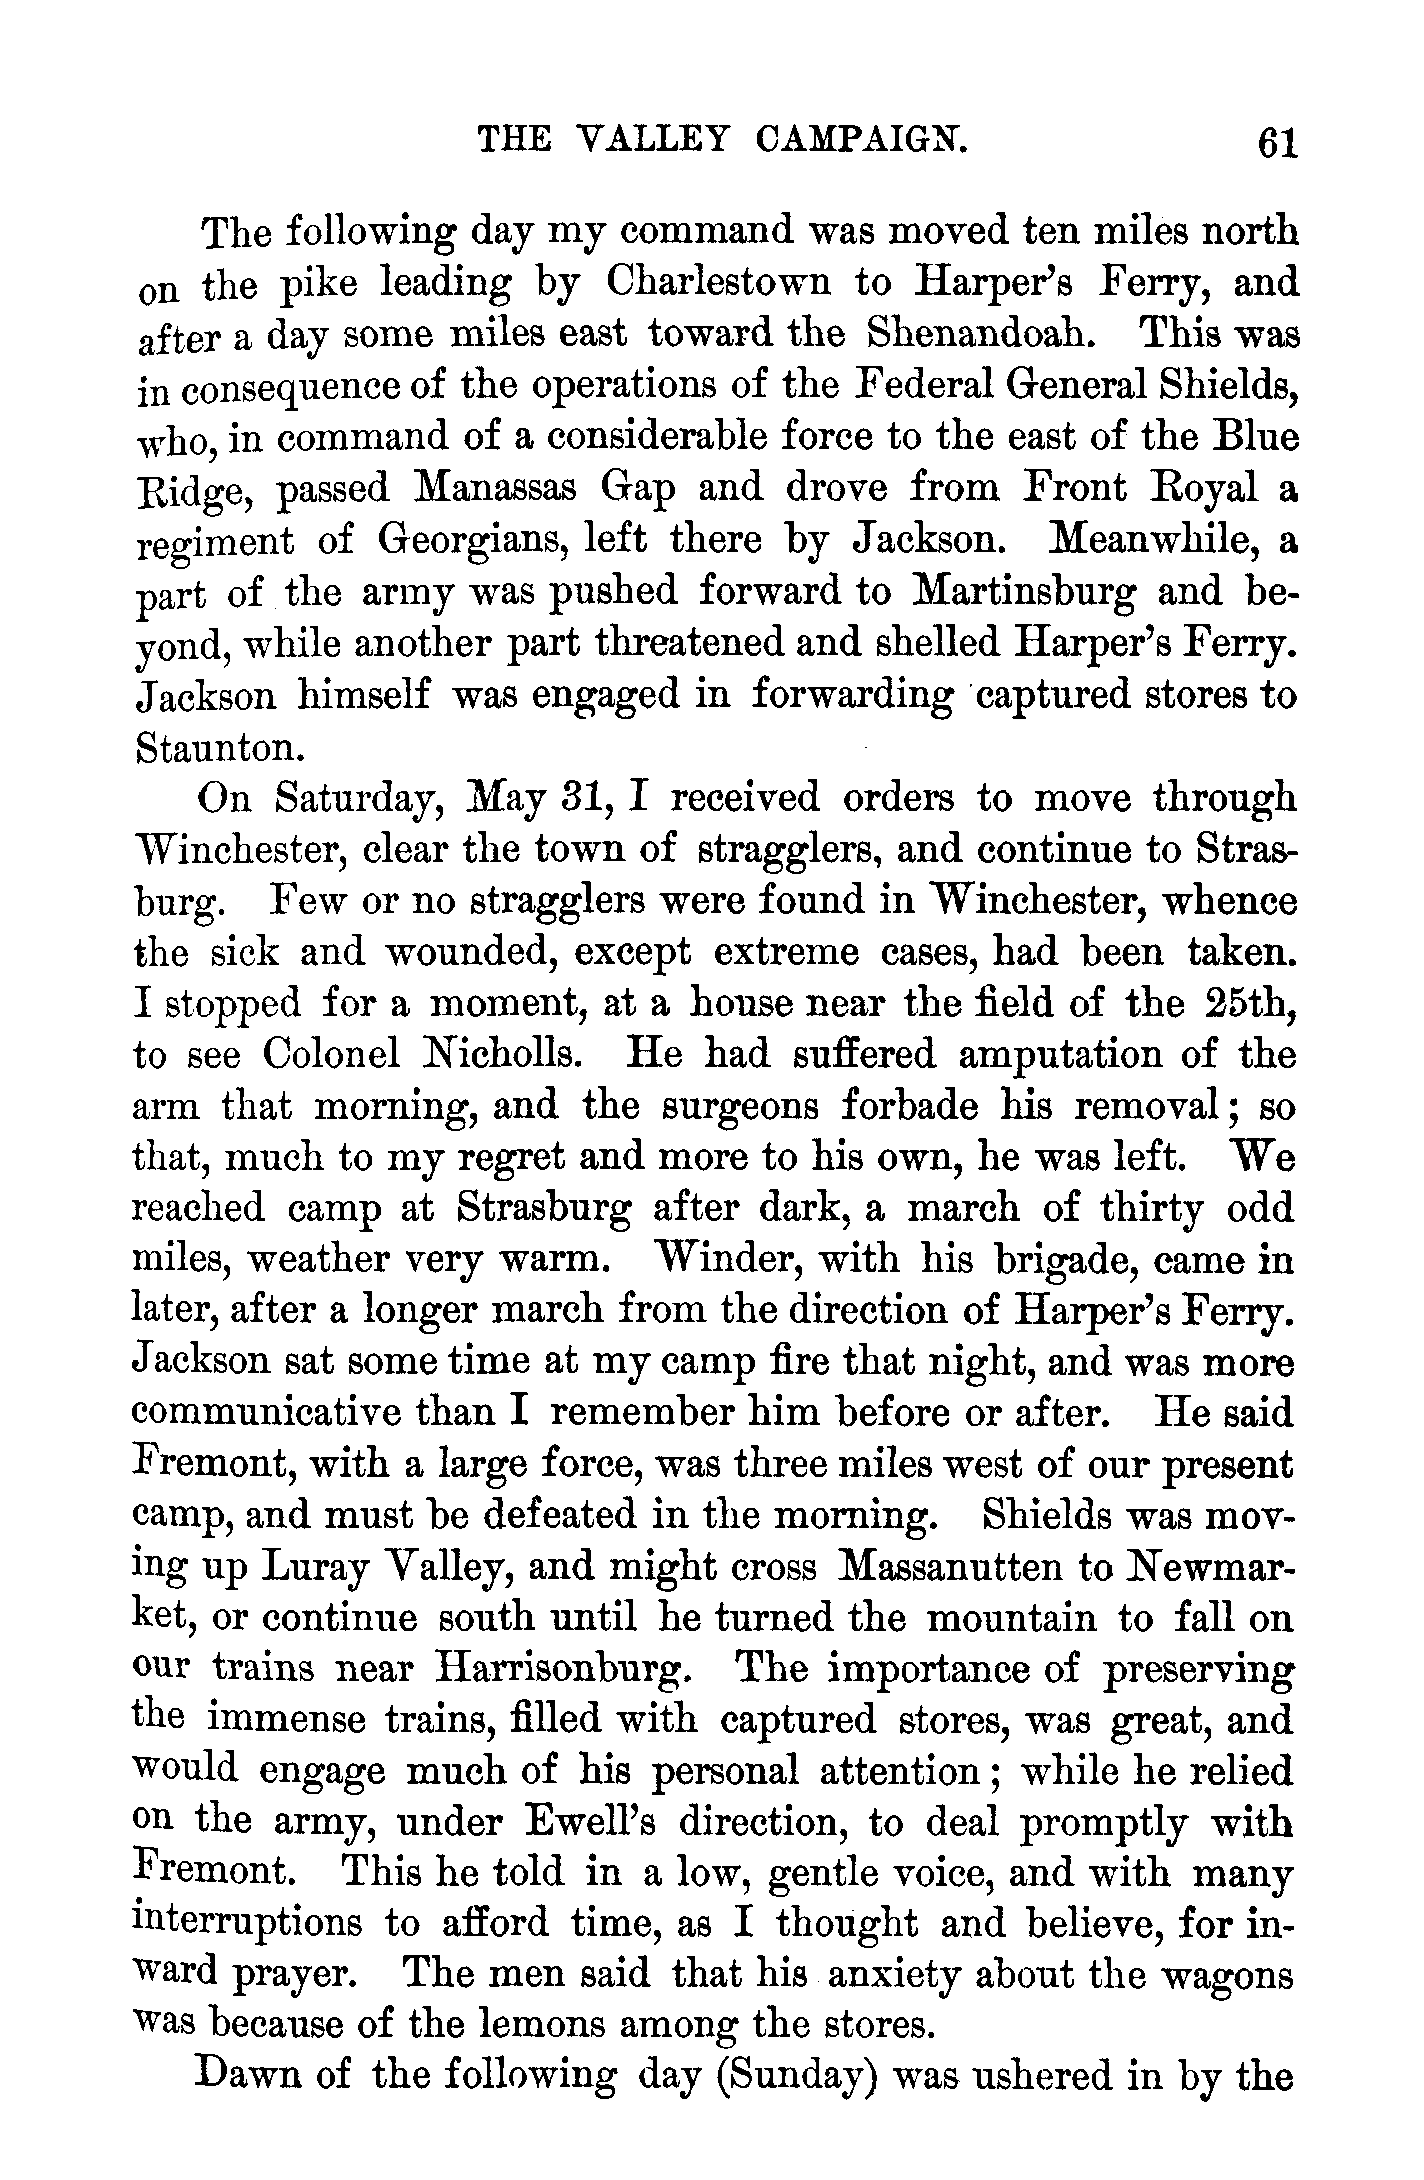 THE VALLEY CAMPAIGN. 61
The following day my command was moved ten miles north
on the pike leading by Charlestown to Harper's Ferry, and
after a day some miles east toward the Shenandoah. This was
in consequence of the operations of the Federal General Shields,
who, in command of a considerable force to the east of the Blue
Ridge, passed Manassas Gap and drove from Front Royal a
regiment of Georgians, left there by Jackson. Meanwhile, a
part of the army was pushed forward to Martinsburg and be-
yond, while another part threatened and shelled Harper's Ferry.
Jackson himself was engaged in forwarding captured stores to
Staunton.
On Saturday, May 31, I received orders to move through
Winchester, clear the town of stragglers, and continue to Stras-
burg. Few or no stragglers were found in Winchester, whence
the sick and wounded, except extreme cases, had been taken.
I stopped for a moment, at a house near the field of the 25th,
to see Colonel Nicholls. He had suffered amputation of the
arm that morning, and the surgeons forbade his removal; so
that, much to my regret and more to his own, he was left. We
reached camp at Strasburg after dark, a march of thirty odd
miles, weather very warm. Winder, with his brigade, came in
later, after a longer march from the direction of Harper's Ferry.
Jackson sat some time at my camp fire that night, and was more
communicative than I remember him before or after. He said
Fremont, with a large force, was three miles west of our present
camp, and must be defeated in the morning. Shields was mov-
ing up Luray Valley, and might cross Massanutten to Newmar-
ket, or continue south until he turned the mountain to fall on
our trains near Harrisonburg. The importance of preserving
the immense trains, filled with captured stores, was great, and
would engage much of his personal attention; while he relied
on the army, under Ewell's direction, to deal promptly with
Fremont. This he told in a low, gentle voice, and with many
interruptions to afford time, as I thought and believe, for in-
ward prayer. The men said that his anxiety about the wagons
was because of the lemons among the stores.
Dawn of the following day (Sunday) was ushered in by the